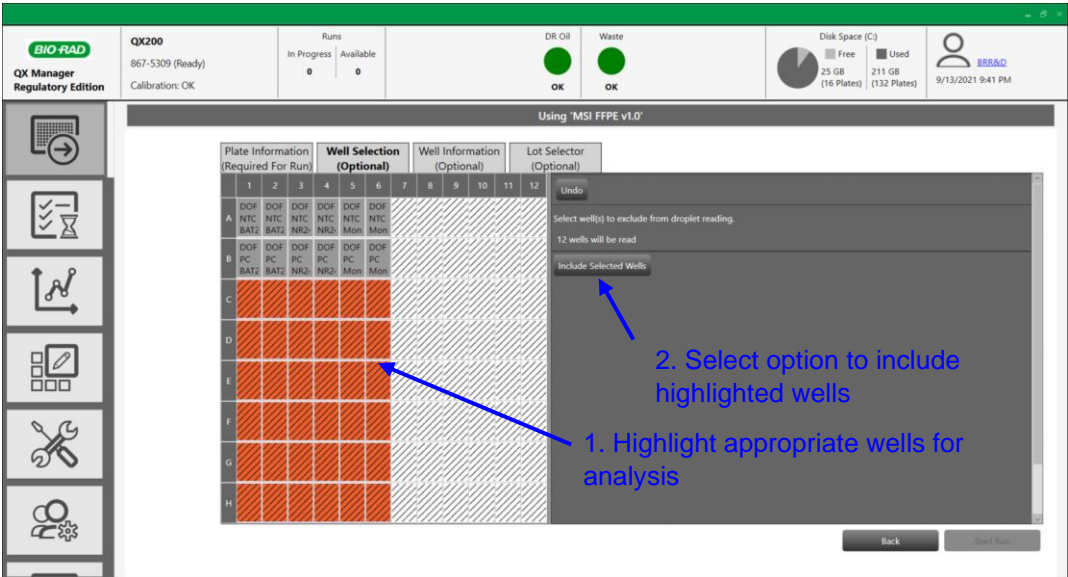 BIO-RAD
QX Manager
Regulatory Edition
QX200
867-5309 (Ready)
Calibration: OK
Runs
In Progress
Available
0
0
DR Oil
OK
Waste
OK
Disk Space (C:)
Free
Used
25 GB
(16 Plates)
211 GB
(132 Plates)
BRR&D
9/13/2021 9:41 PM
Using 'MSI FFPE v1.0'
Plate Information
(Required For Run)
Well Selection
(Optional)
Well Information
(Optional)
Lot Selector
(Optional)
1 2 3 4 5 6 7 8 9 10 11 12
A
DOF DOF DOF DOF DOF DOF
NTC NTC NTC NTC NTC NTC
BAT2 BAT2 NR2- NR2- Mon Mon
B
DOF DOF DOF DOF DOF DOF
PC PC PC PC PC PC
BAT2 BAT2 NR2- NR2- Mon Mon
C
D
E
F
G
H
Undo
Select well(s) to exclude from droplet reading.
12 wells will be read
Include Selected Wells
2. Select option to include
highlighted wells
1. Highlight appropriate wells for
analysis
Back
Start Run